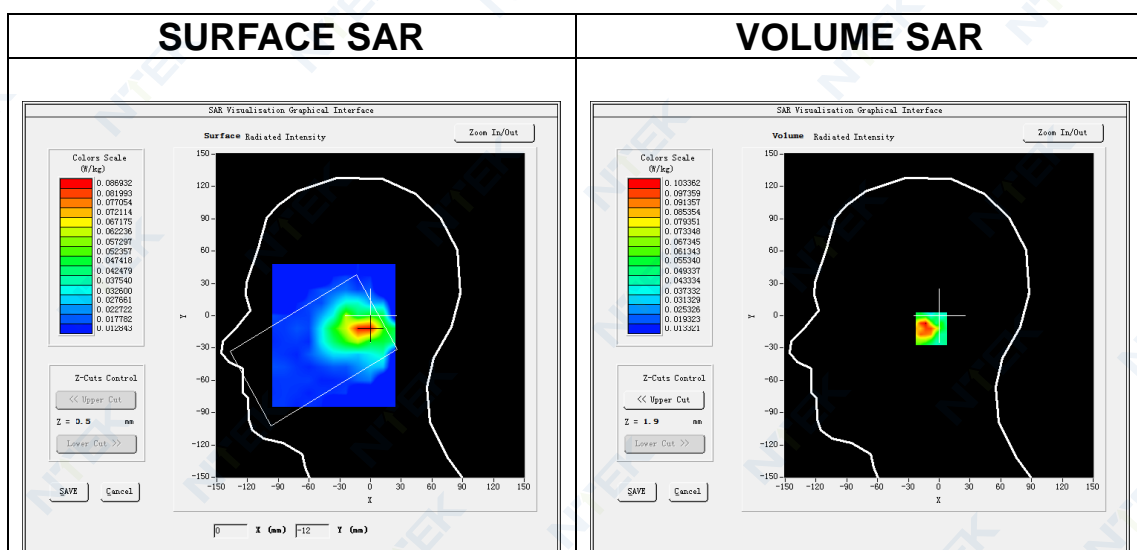 SURFACE SAR
VOLUME SAR
SAR Visualisation Graphical Interface
Surface Radiated Intensity
Zoom In/Out
Colors Scale
(W/kg)
0.086932
0.081993
0.077054
0.072114
0.067175
0.062236
0.057297
0.052357
0.047418
0.042479
0.037540
0.032600
0.027661
0.022722
0.017782
0.012843
Z-Cuts Control
<< Upper Cut
Z = 3.5 mm
Lower Cut >>
SAVE Cancel
150
120
90
60
30
Y 0
-30
-60
-90
-120
-150
-150 -120 -90 -60 -30 0 30 60 90 120 150
X
0 X (mm) -12 Y (mm)
SAR Visualisation Graphical Interface
Volume Radiated Intensity
Zoom In/Out
Colors Scale
(W/kg)
0.103362
0.097359
0.091357
0.085354
0.079351
0.073348
0.067345
0.061343
0.055340
0.049337
0.043334
0.037332
0.031329
0.025326
0.019323
0.013321
Z-Cuts Control
<< Upper Cut
Z = 1.9 mm
Lower Cut >>
SAVE Cancel
150
120
90
60
30
Y 0
-30
-60
-90
-120
-150
-150 -120 -90 -60 -30 0 30 60 90 120 150
X
NTEK